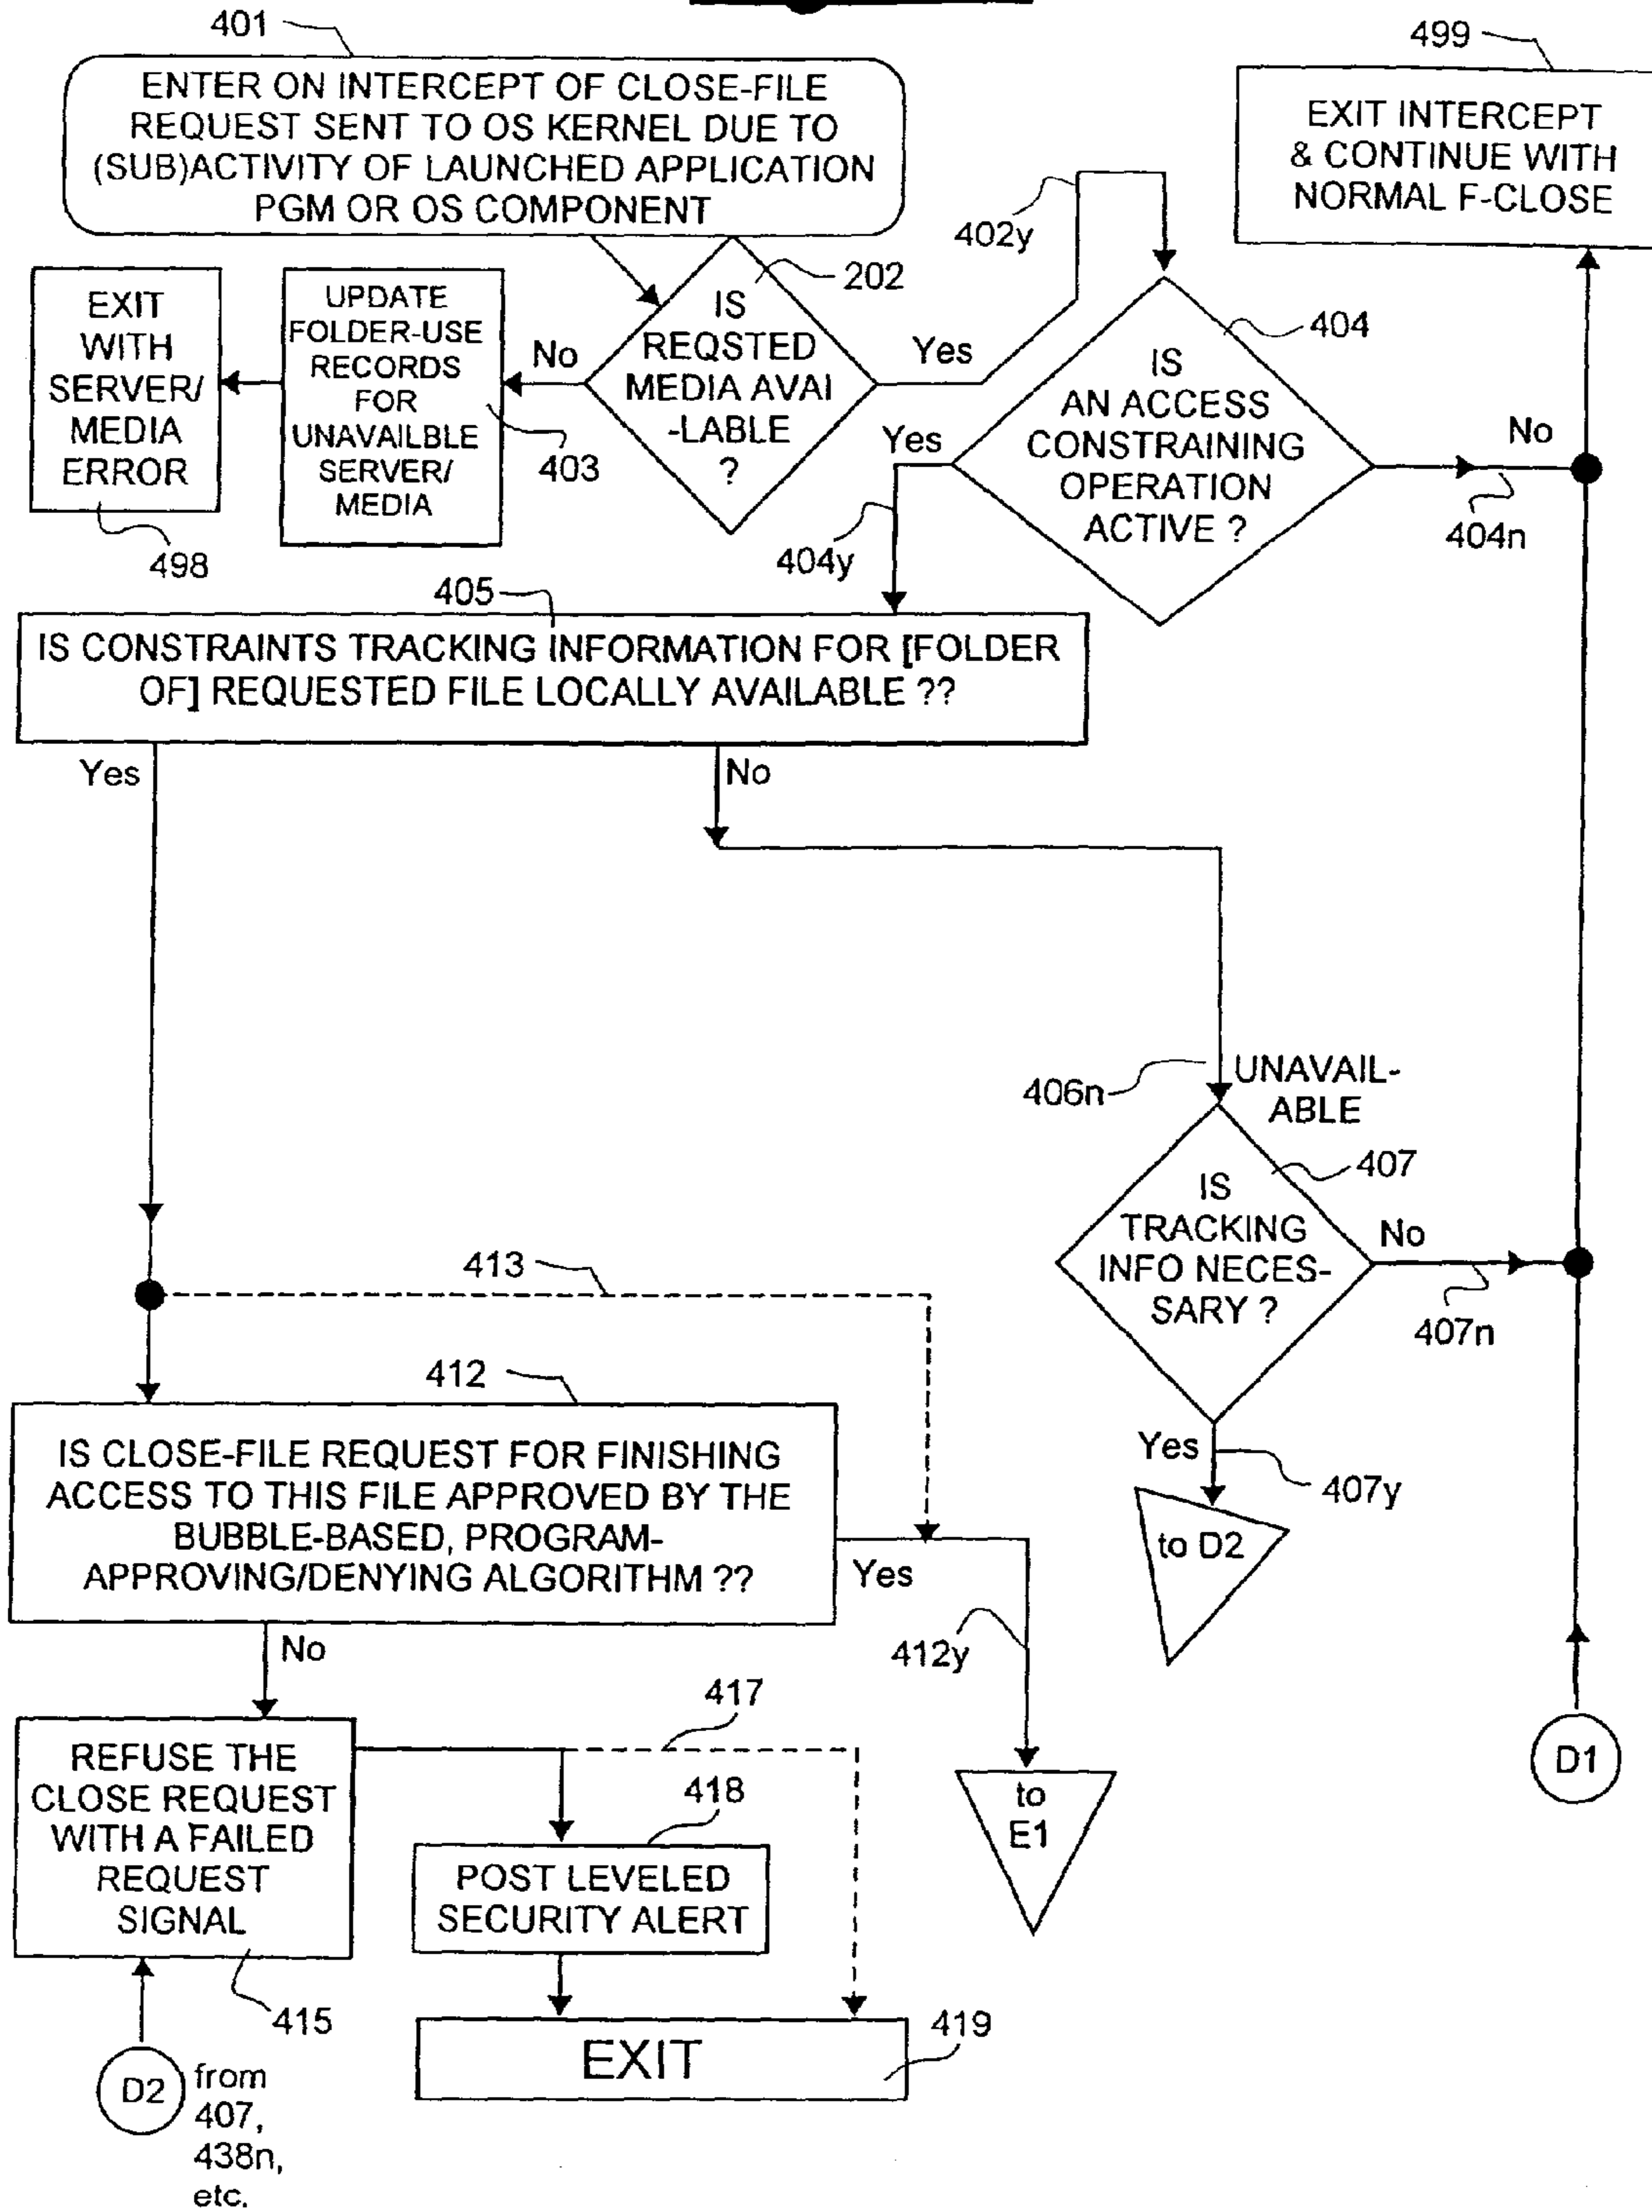 401
ENTER ON INTERCEPT OF CLOSE-FILE
REQUEST SENT TO OS KERNEL DUE TO
(SUB)ACTIVITY OF LAUNCHED APPLICATION
PGM OR OS COMPONENT
499
EXIT INTERCEPT
& CONTINUE WITH
NORMAL F-CLOSE
402y
202
IS
REQSTED
MEDIA AVAI
-LABLE
?
No
Yes
UPDATE
FOLDER-USE
RECORDS
FOR
UNAVAILBLE
SERVER/
MEDIA
403
EXIT
WITH
SERVER/
MEDIA
ERROR
498
404
IS
AN ACCESS
CONSTRAINING
OPERATION
ACTIVE ?
Yes
404y
No
404n
405
IS CONSTRAINTS TRACKING INFORMATION FOR [FOLDER
OF] REQUESTED FILE LOCALLY AVAILABLE ??
Yes
No
406n
UNAVAIL-
ABLE
407
IS
TRACKING
INFO NECES-
SARY ?
No
407n
Yes
407y
to D2
413
412
IS CLOSE-FILE REQUEST FOR FINISHING
ACCESS TO THIS FILE APPROVED BY THE
BUBBLE-BASED, PROGRAM-
APPROVING/DENYING ALGORITHM ??
Yes
412y
to
E1
No
D1
REFUSE THE
CLOSE REQUEST
WITH A FAILED
REQUEST
SIGNAL
415
417
418
POST LEVELED
SECURITY ALERT
EXIT
419
D2
from
407,
438n,
etc.